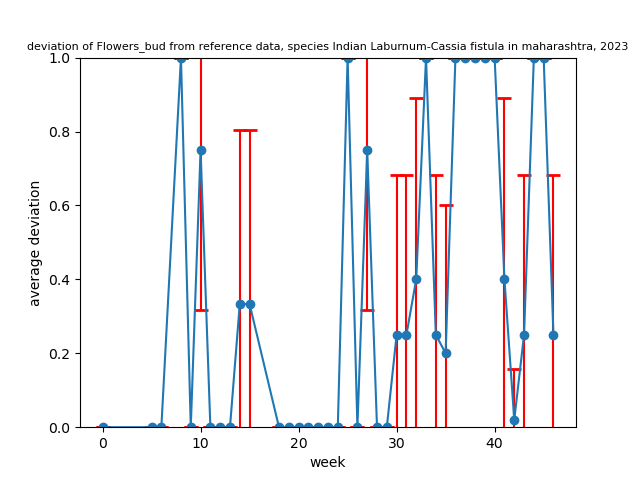 deviation of Flowers_bud from reference data, species Indian Laburnum-Cassia fistula in maharashtra, 2023
1.0
0.8
0.6
0.4
0.2
0.0
average deviation
0 10 20 30 40
week